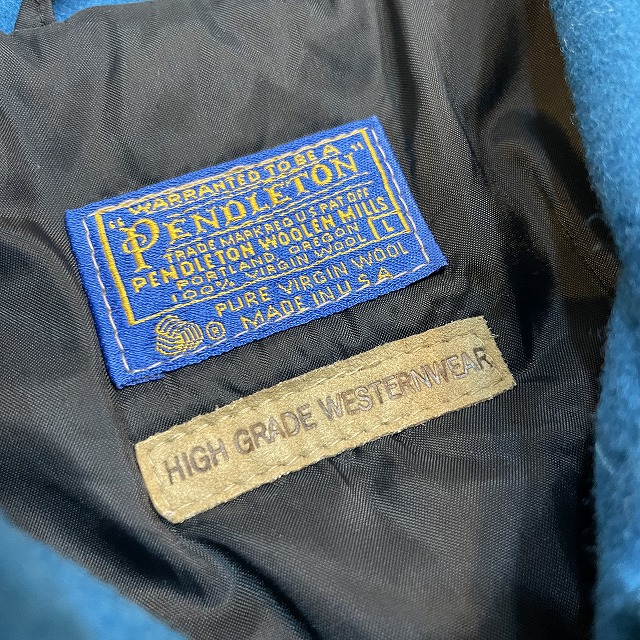 "WARRANTED TO BE A
PENDLETON"
TRADE MARK REG U.S. PAT. OFF.
PENDLETON WOOLEN MILLS
PORTLAND, OREGON
100% VIRGIN WOOL
L
PURE VIRGIN WOOL
® MADE IN U.S.A.
HIGH GRADE WESTERNWEAR